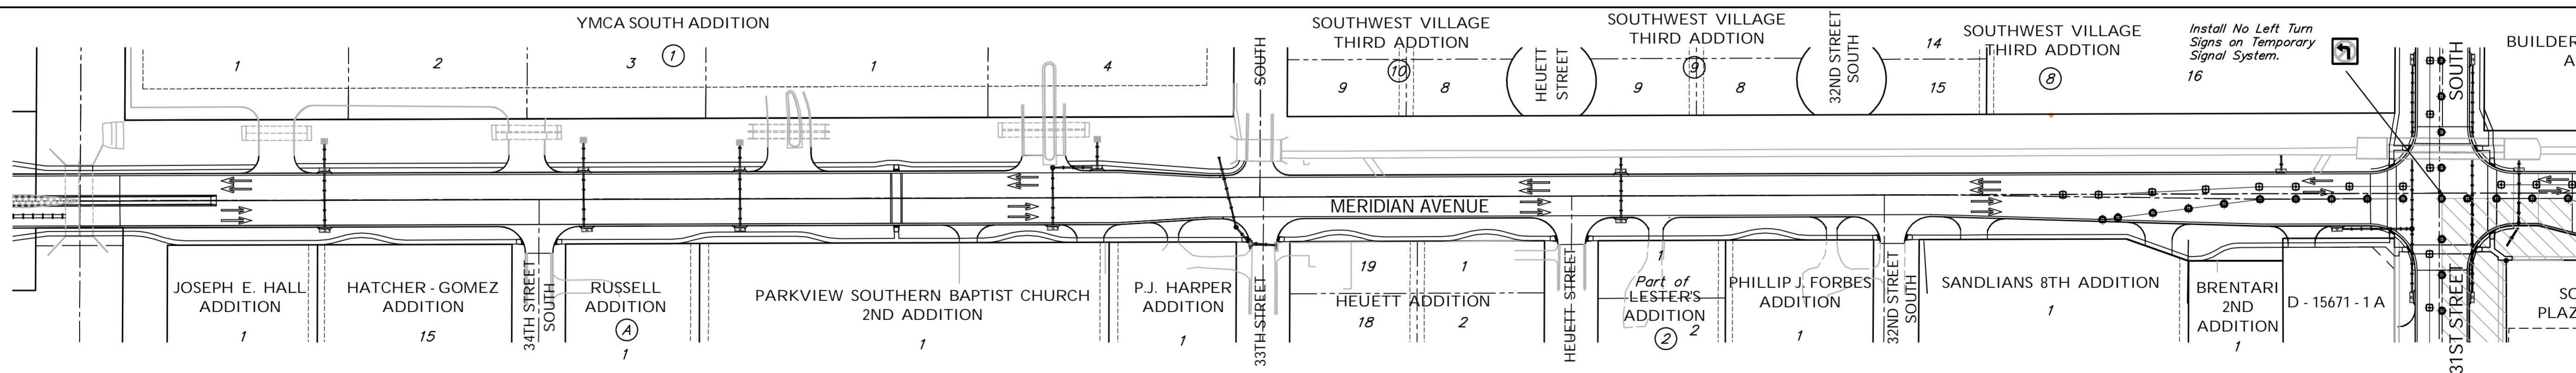 YMCA SOUTH ADDITION
1
1
2
3
1
4
SOUTH
SOUTHWEST VILLAGE
THIRD ADDTION
10
9
8
HEUETT
STREET
SOUTHWEST VILLAGE
THIRD ADDTION
9
9
8
32ND STREET
SOUTH
14
15
SOUTHWEST VILLAGE
THIRD ADDTION
8
Install No Left Turn
Signs on Temporary
Signal System.
16
SOUTH
BUILDER
A
MERIDIAN AVENUE
JOSEPH E. HALL
ADDITION
1
HATCHER - GOMEZ
ADDITION
15
34TH STREET
SOUTH
RUSSELL
ADDITION
A
1
PARKVIEW SOUTHERN BAPTIST CHURCH
2ND ADDITION
1
P.J. HARPER
ADDITION
1
33TH STREET
19
1
HEUETT ADDITION
18
2
HEUETT STREET
1
Part of
LESTER'S
ADDITION
2
2
PHILLIP J. FORBES
ADDITION
1
32ND STREET
SOUTH
SANDLIANS 8TH ADDITION
1
BRENTARI
2ND
ADDITION
1
D - 15671 - 1 A
31ST STREET
SO
PLAZ